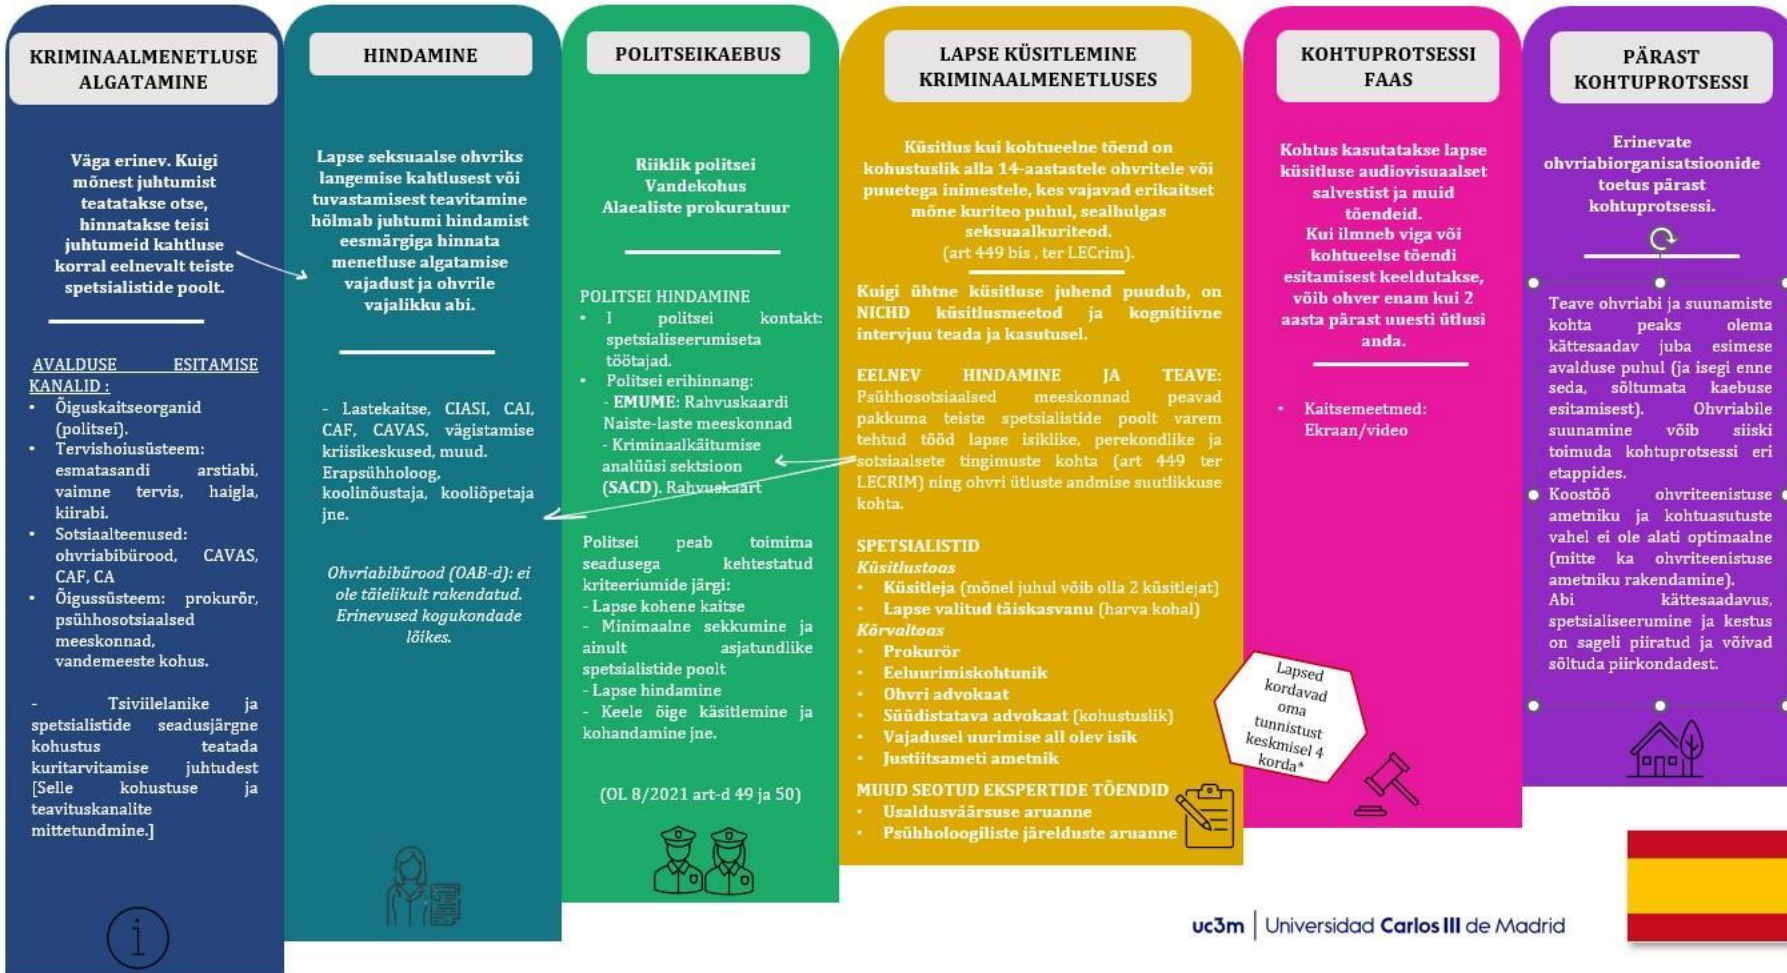 KRIMINAALMENETLUSE
ALGATAMINE
Väga erinev. Kuigi
mõnest juhtumist
teatatakse otse,
hinnatakse teisi
juhtumeid kahtluse
korral eelnevalt teiste
spetsialistide poolt.
AVALDUSE ESITAMISE
KANALID :
• Õiguskaitseorganid
(politsei).
• Tervishoiusüsteem:
esmatasandi arstiabi,
vaimne tervis, haigla,
kiirabi.
• Sotsiaalteenused:
ohvriabibürood, CAVAS,
CAF, CA
• Õigussüsteem: prokurör,
psühhosotsiaalsed
meeskonnad,
vandemeeste kohus.
- Tsiviilelanike ja
spetsialistide seadusjärgne
kohustus teatada
kuritarvitamise juhtudest
[Selle kohustuse ja
teavituskanalite
mittetundmine.]
HINDAMINE
Lapse seksuaalse ohvriks
langemise kahtlusest või
tuvastamisest teavitamine
hõlmab juhtumi hindamist
eesmärgiga hinnata
menetluse algatamise
vajadust ja ohvrile
vajalikku abi.
- Lastekaitse, CIASI, CAI,
CAF, CAVAS, vägistamise
kriisikeskused, muud.
Erapsühholoog,
koolinõustaja, kooliõpetaja
jne.
Ohvriabibürood (OAB-d): ei
ole täielikult rakendatud.
Erinevused kogukondade
lõikes.
POLITSEIKAEBUS
Riiklik politsei
Vandekohus
Alaealiste prokuratuur
POLITSEI HINDAMINE
• I politsei kontakt:
spetsialiseerumiseta
töötajad.
• Politsei erihinnang:
- EMUME: Rahvuskaardi
Naiste-laste meeskonnad
- Kriminaalkäitumise
analüüsi sektsioon
(SACD). Rahvuskaart
Politsei peab toimima
seadusega kehtestatud
kriteeriumide järgi:
- Lapse kohene kaitse
- Minimaalne sekkumine ja
ainult asjatundlike
spetsialistide poolt
- Lapse hindamine
- Keele õige käsitlemine ja
kohandamine jne.
(OL 8/2021 art-d 49 ja 50)
LAPSE KÜSITLEMINE
KRIMINAALMENETLUSES
Küsitlus kui kohtueelne tõend on
kohustuslik alla 14-aastastele ohvritele või
puuetega inimestele, kes vajavad erikaitset
mõne kuriteo puhul, sealhulgas
seksuaalkuriteod.
(art 449 bis , ter LECrim).
Kuigi ühtne küsitluse juhend puudub, on
NICHD küsitlusmeetod ja kognitiivne
intervjuu teada ja kasutusel.
EELNEV HINDAMINE JA TEAVE:
Psühhosotsiaalsed meeskonnad peavad
pakkuma teiste spetsialistide poolt varem
tehtud tööd lapse isiklike, perekondlike ja
sotsiaalsete tingimuste kohta (art 449 ter
LECRIM) ning ohvri ütluste andmise suutlikkuse
kohta.
SPETSIALISTID
Küsitlustoas
• Küsitleja (mõnel juhul võib olla 2 küsitlejat)
• Lapse valitud täiskasvanu (harva kohal)
Kõrvaltoas
• Prokurör
• Eeluurimiskohtunik
• Ohvri advokaat
• Süüdistatava advokaat (kohustuslik)
• Vajadusel uurimise all olev isik
• Justiitsameti ametnik
MUUD SEOTUD EKSPERTIDE TÕENDID
• Usaldusväärsuse aruanne
• Psühholoogiliste järelduste aruanne
KOHTUPROTSESSI
FAAS
Kohtus kasutatakse lapse
küsitluse audiovisuaalset
salvestist ja muid
tõendeid.
Kui ilmneb viga või
kohtueelse tõendi
esitamisest keeldutakse,
võib ohver enam kui 2
aasta pärast uuesti ütlusi
anda.
• Kaitsemeetmed:
Ekraan/video
Lapsed
kordavad
oma
tunnistust
keskmisel 4
korda*
PÄRAST
KOHTUPROTSESSI
Erinevate
ohvriabiorganisatsioonide
toetus pärast
kohtuprotsessi.
Teave ohvriabi ja suunamiste
kohta peaks olema
kättesaadav juba esimese
avalduse puhul (ja isegi enne
seda, sõltumata kaebuse
esitamisest). Ohvriabile
suunamine võib siiski
toimuda kohtuprotsessi eri
etappides.
Koostöö ohvriteenistuse
ametniku ja kohtuasutuste
vahel ei ole alati optimaalne
(mitte ka ohvriteenistuse
ametniku rakendamine).
Abi kättesaadavus,
spetsialiseerumine ja kestus
on sageli piiratud ja võivad
sõltuda piirkondadest.
uc3m | Universidad Carlos III de Madrid